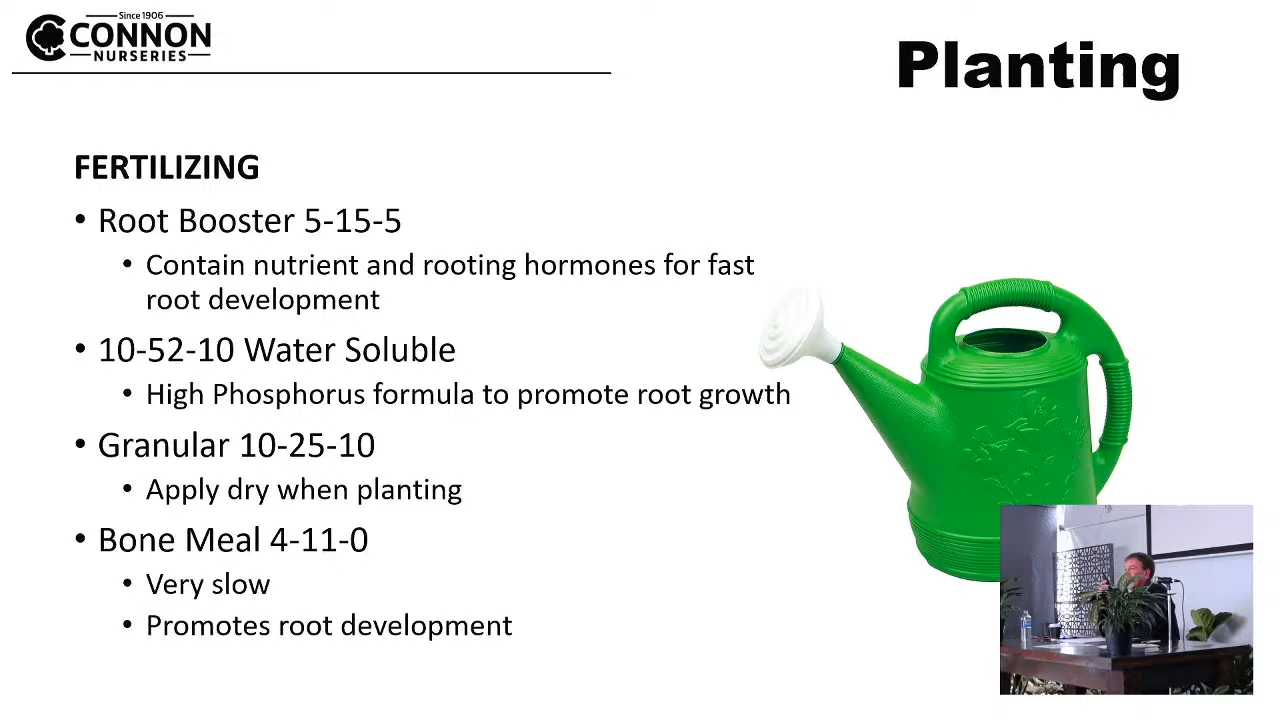 Since 1906
CONNON
NURSERIES
Planting
FERTILIZING
• Root Booster 5-15-5
• Contain nutrient and rooting hormones for fast
root development
• 10-52-10 Water Soluble
• High Phosphorus formula to promote root growth
• Granular 10-25-10
• Apply dry when planting
• Bone Meal 4-11-0
• Very slow
• Promotes root development